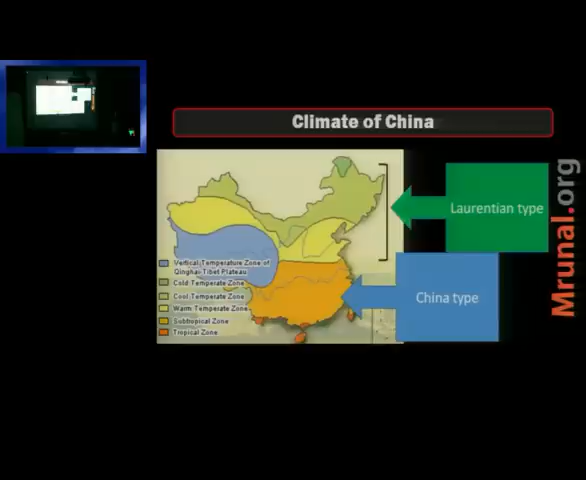 Climate of China
Laurentian type
China type
Vertical Temperature Zone of
Qinghai-Tibet Plateau
Cold Temperate Zone
Cool Temperate Zone
Warm Temperate Zone
Subtropical Zone
Tropical Zone
Mrunal.org